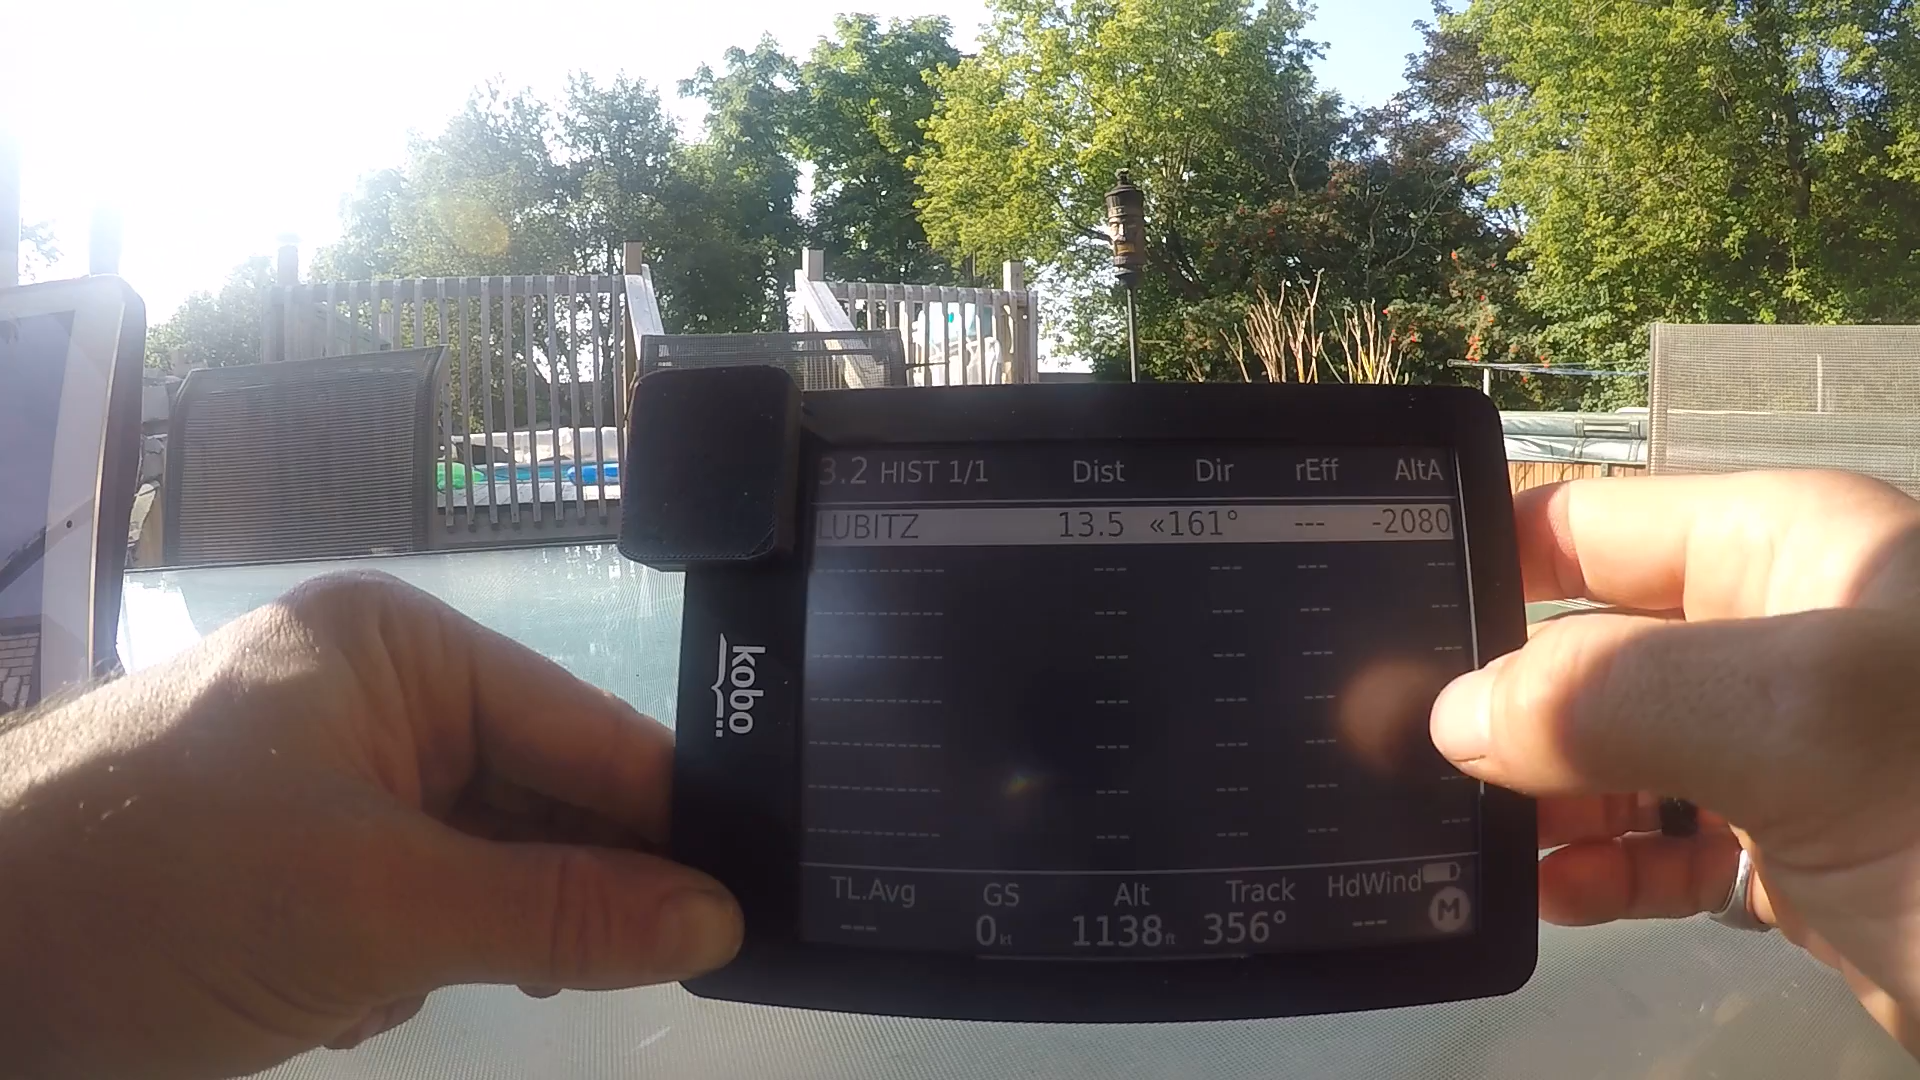 3.2 HIST 1/1 Dist Dir rEff AltA
LUBITZ 13.5 «161° --- -2080
---------- --- --- --- ---
---------- --- --- --- ---
---------- --- --- --- ---
---------- --- --- --- ---
---------- --- --- --- ---
---------- --- --- --- ---
---------- --- --- --- ---
TL.Avg GS Alt Track HdWind
--- 0kt 1138ft 356° --- M
kobo